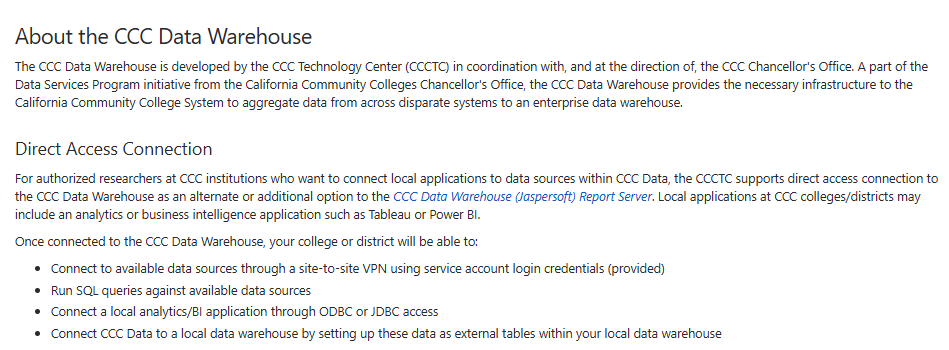 About the CCC Data Warehouse
The CCC Data Warehouse is developed by the CCC Technology Center (CCCTC) in coordination with, and at the direction of, the CCC Chancellor's Office. A part of the
Data Services Program initiative from the California Community Colleges Chancellor's Office, the CCC Data Warehouse provides the necessary infrastructure to the
California Community College System to aggregate data from across disparate systems to an enterprise data warehouse.
Direct Access Connection
For authorized researchers at CCC institutions who want to connect local applications to data sources within CCC Data, the CCCTC supports direct access connection to
the CCC Data Warehouse as an alternate or additional option to the CCC Data Warehouse (Jaspersoft) Report Server. Local applications at CCC colleges/districts may
include an analytics or business intelligence application such as Tableau or Power BI.
Once connected to the CCC Data Warehouse, your college or district will be able to:
• Connect to available data sources through a site-to-site VPN using service account login credentials (provided)
• Run SQL queries against available data sources
• Connect a local analytics/BI application through ODBC or JDBC access
• Connect CCC Data to a local data warehouse by setting up these data as external tables within your local data warehouse